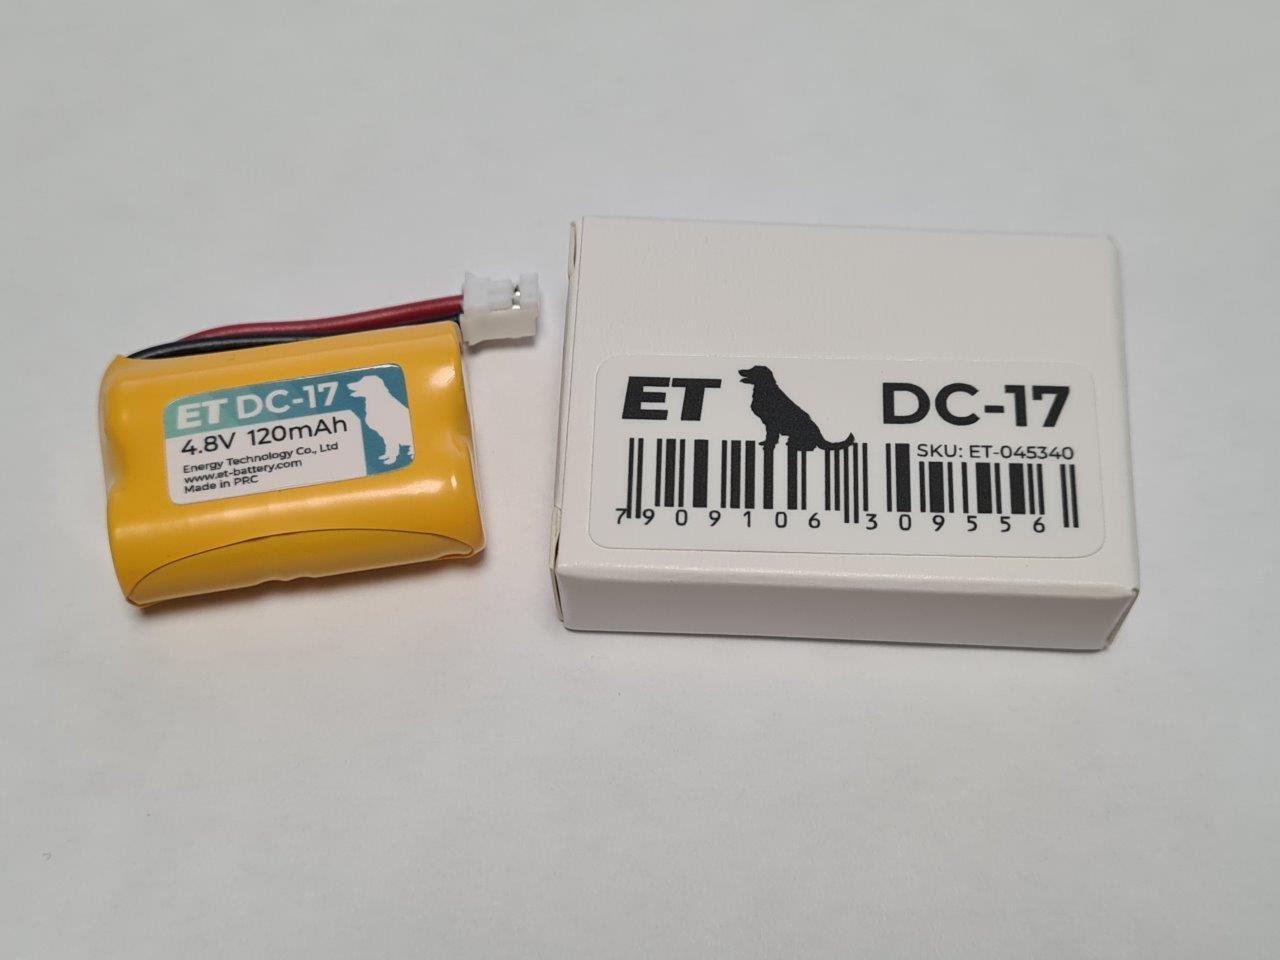 ET DC-17
4.8V 120mAh
Energy Technology Co., Ltd
www.et-battery.com
Made in PRC
ET DC-17
SKU: ET-045340
7 909106 309556